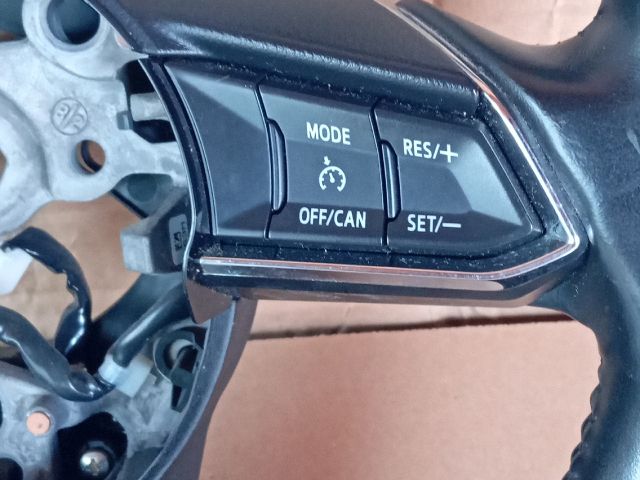 MODE
OFF/CAN
RES/+
SET/−